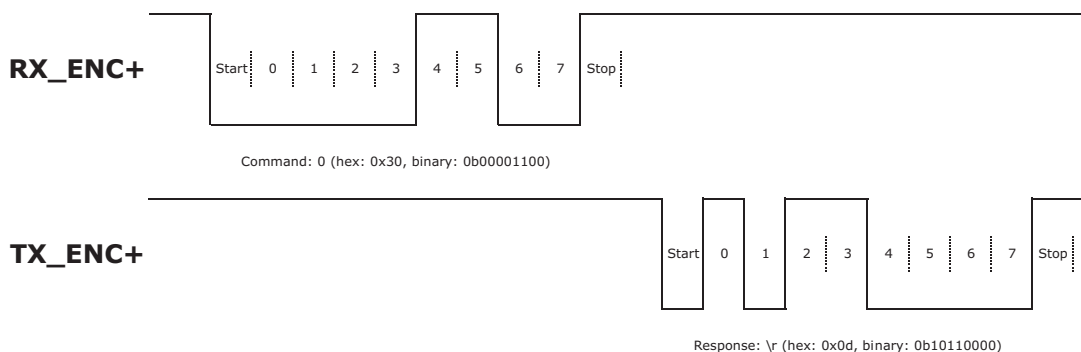 RX_ENC+
Start 0 1 2 3 4 5 6 7 Stop
Command: 0 (hex: 0x30, binary: 0b00001100)
TX_ENC+
Start 0 1 2 3 4 5 6 7 Stop
Response: \r (hex: 0x0d, binary: 0b10110000)